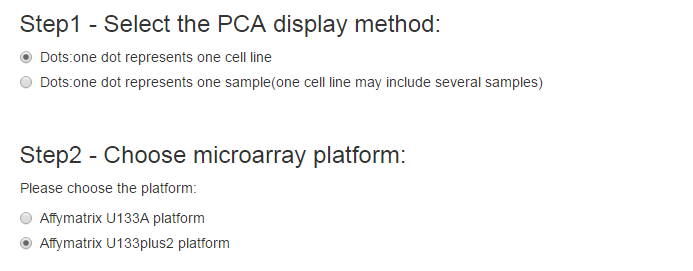 Step1 - Select the PCA display method:
Dots:one dot represents one cell line
Dots:one dot represents one sample(one cell line may include several samples)
Step2 - Choose microarray platform:
Please choose the platform:
Affymatrix U133A platform
Affymatrix U133plus2 platform